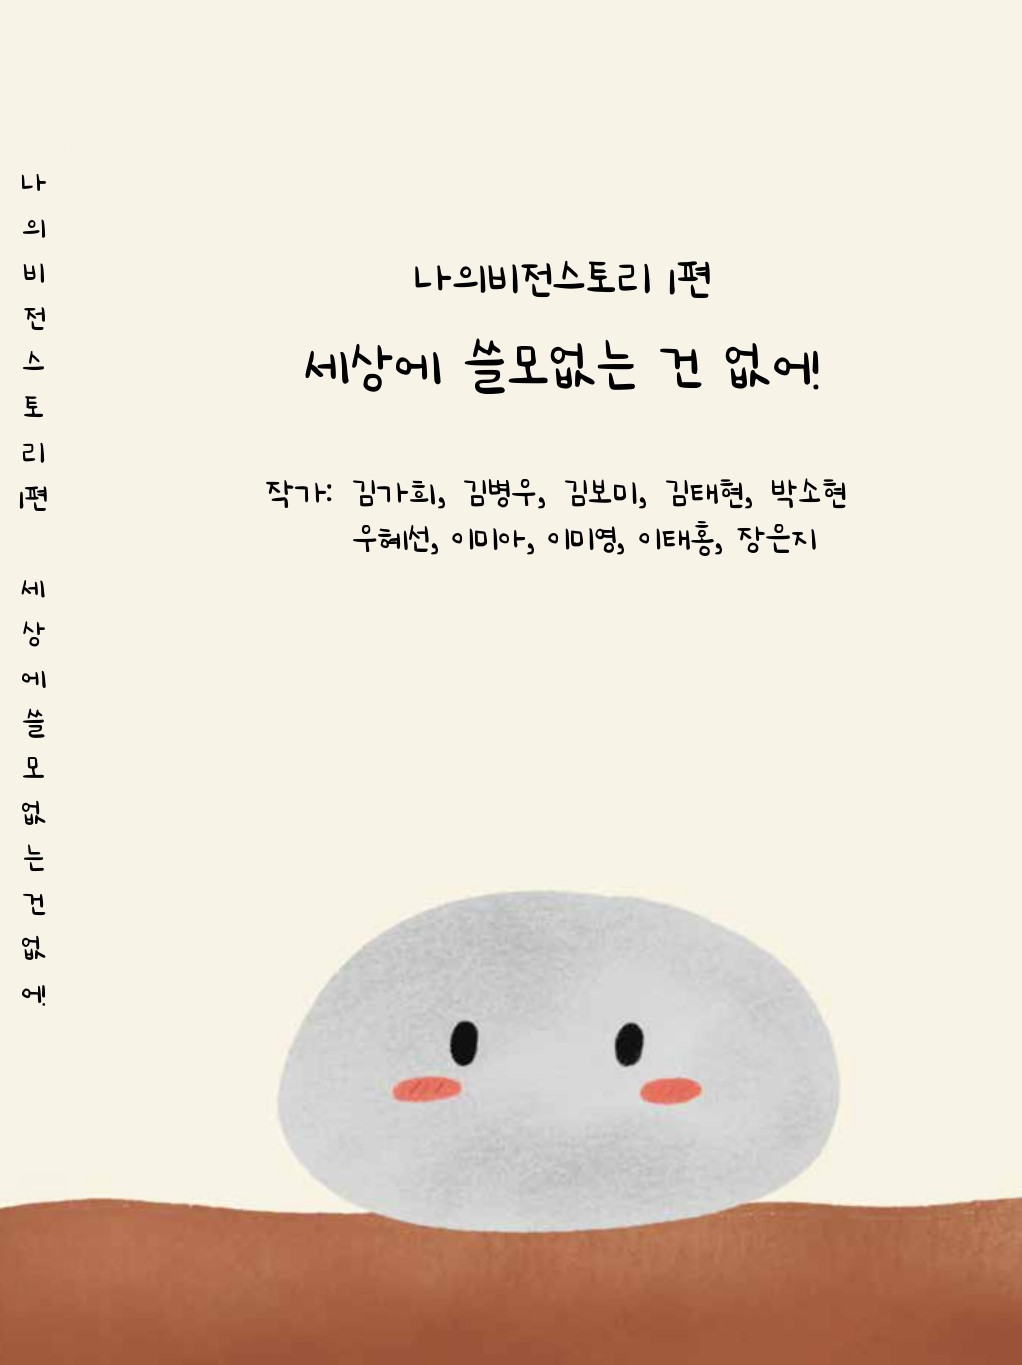 나의비전스토리 1편 세상에쓸모없는건없에!
나의비전스토리 1편
세상에 쓸모없는 건 없에!
작가: 김가희, 김병우, 김보미, 김태현, 박소현
우혜선, 이미아, 이미영, 이태홍, 장은지